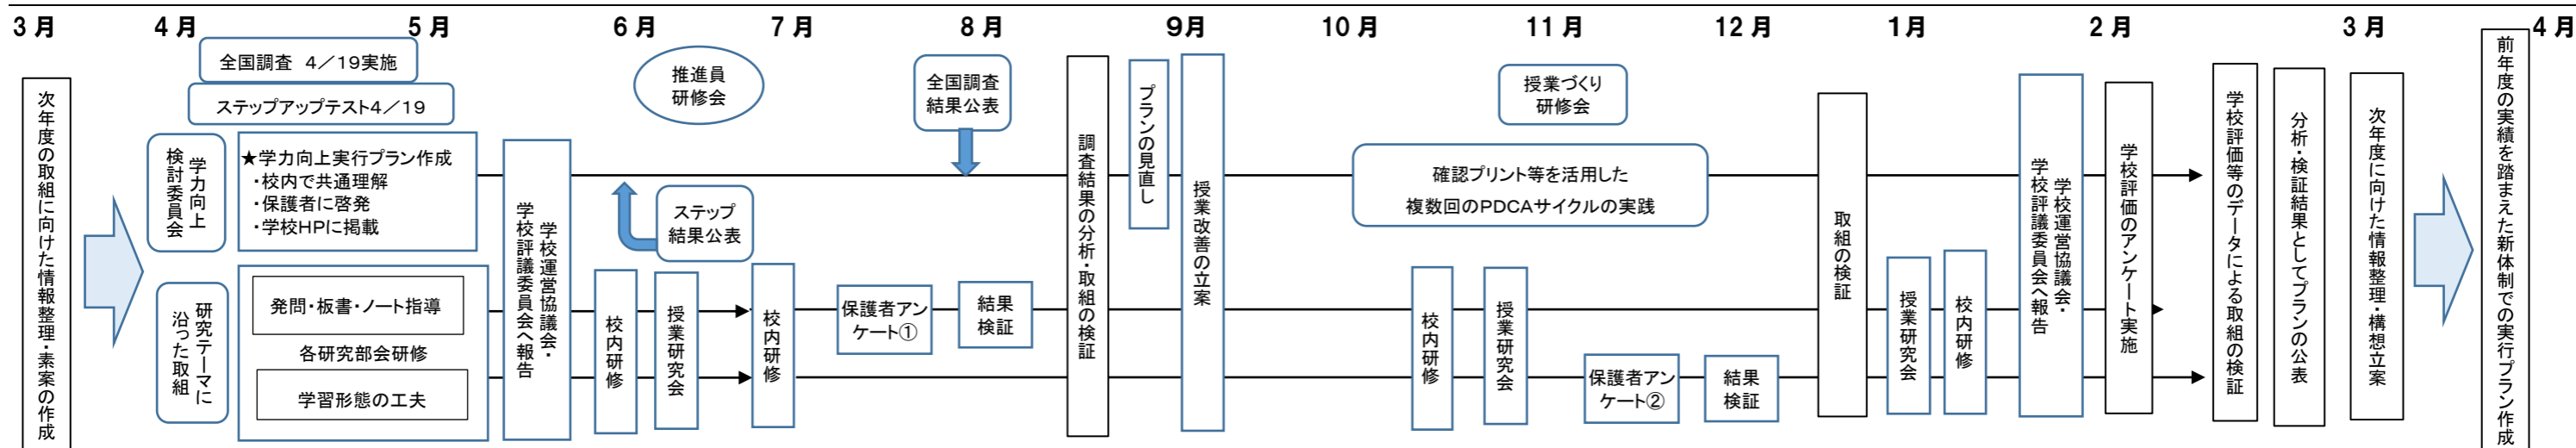 3月
4月
5月
6月
7月
8月
9月
10月
11月
12月
1月
2月
3月
4月
次年度の取組に向けた情報整理・素案の作成
全国調査 4/19実施
ステップアップテスト4/19
学力向上
検討委員会
★学力向上実行プラン作成
・校内で共通理解
・保護者に啓発
・学校HPに掲載
研究テーマに
沿った取組
発問・板書・ノート指導
各研究部会研修
学習形態の工夫
学校運営協議会・
学校評議委員会へ報告
推進員
研修会
ステップ
結果公表
校内研修
授業研究会
校内研修
全国調査
結果公表
保護者アン
ケート①
結果
検証
調査結果の分析・取組の検証
プランの見直し
授業改善の立案
授業づくり
研修会
確認プリント等を活用した
複数回のPDCAサイクルの実践
校内研修
授業研究会
保護者アン
ケート②
結果
検証
取組の検証
授業研究会
校内研修
学校運営協議会・
学校評議委員会へ報告
学校評価のアンケート実施
学校評価等のデータによる取組の検証
分析・検証結果としてプランの公表
次年度に向けた情報整理・構想立案
前年度の実績を踏まえた新体制での実行プラン作成